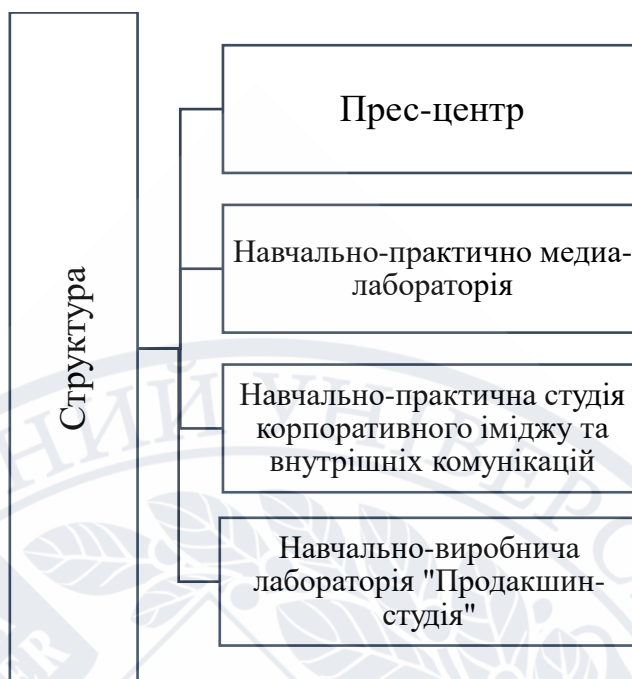 Структура
Прес-центр
Навчально-практично медиа-
лабораторія
Навчально-практична студія
корпоративного іміджу та
внутрішніх комунікацій
Навчально-виробнича
лабораторія "Продакшин-
студія"